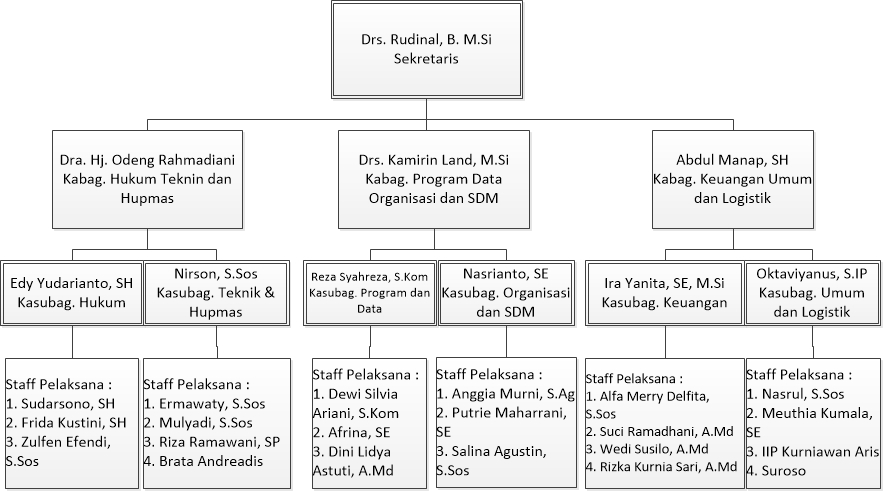 Drs. Rudinal, B. M.Si
Sekretaris
Dra. Hj. Odeng Rahmadiani
Kabag. Hukum Teknin dan
Hupmas
Drs. Kamirin Land, M.Si
Kabag. Program Data
Organisasi dan SDM
Abdul Manap, SH
Kabag. Keuangan Umum
dan Logistik
Edy Yudarianto, SH
Kasubag. Hukum
Nirson, S.Sos
Kasubag. Teknik &
Hupmas
Reza Syahreza, S.Kom
Kasubag. Program dan
Data
Nasrianto, SE
Kasubag. Organisasi
dan SDM
Ira Yanita, SE, M.Si
Kasubag. Keuangan
Oktaviyanus, S.IP
Kasubag. Umum
dan Logistik
Staff Pelaksana :
1. Sudarsono, SH
2. Frida Kustini, SH
3. Zulfen Efendi,
S.Sos
Staff Pelaksana :
1. Ermawaty, S.Sos
2. Mulyadi, S.Sos
3. Riza Ramawani, SP
4. Brata Andreadis
Staff Pelaksana :
1. Dewi Silvia
Ariani, S.Kom
2. Afrina, SE
3. Dini Lidya
Astuti, A.Md
Staff Pelaksana :
1. Anggia Murni, S.Ag
2. Putrie Maharrani,
SE
3. Salina Agustin,
S.Sos
Staff Pelaksana :
1. Alfa Merry Delfita,
S.Sos
2. Suci Ramadhani, A.Md
3. Wedi Susilo, A.Md
4. Rizka Kurnia Sari, A.Md
Staff Pelaksana :
1. Nasrul, S.Sos
2. Meuthia Kumala,
SE
3. IIP Kurniawan Aris
4. Suroso